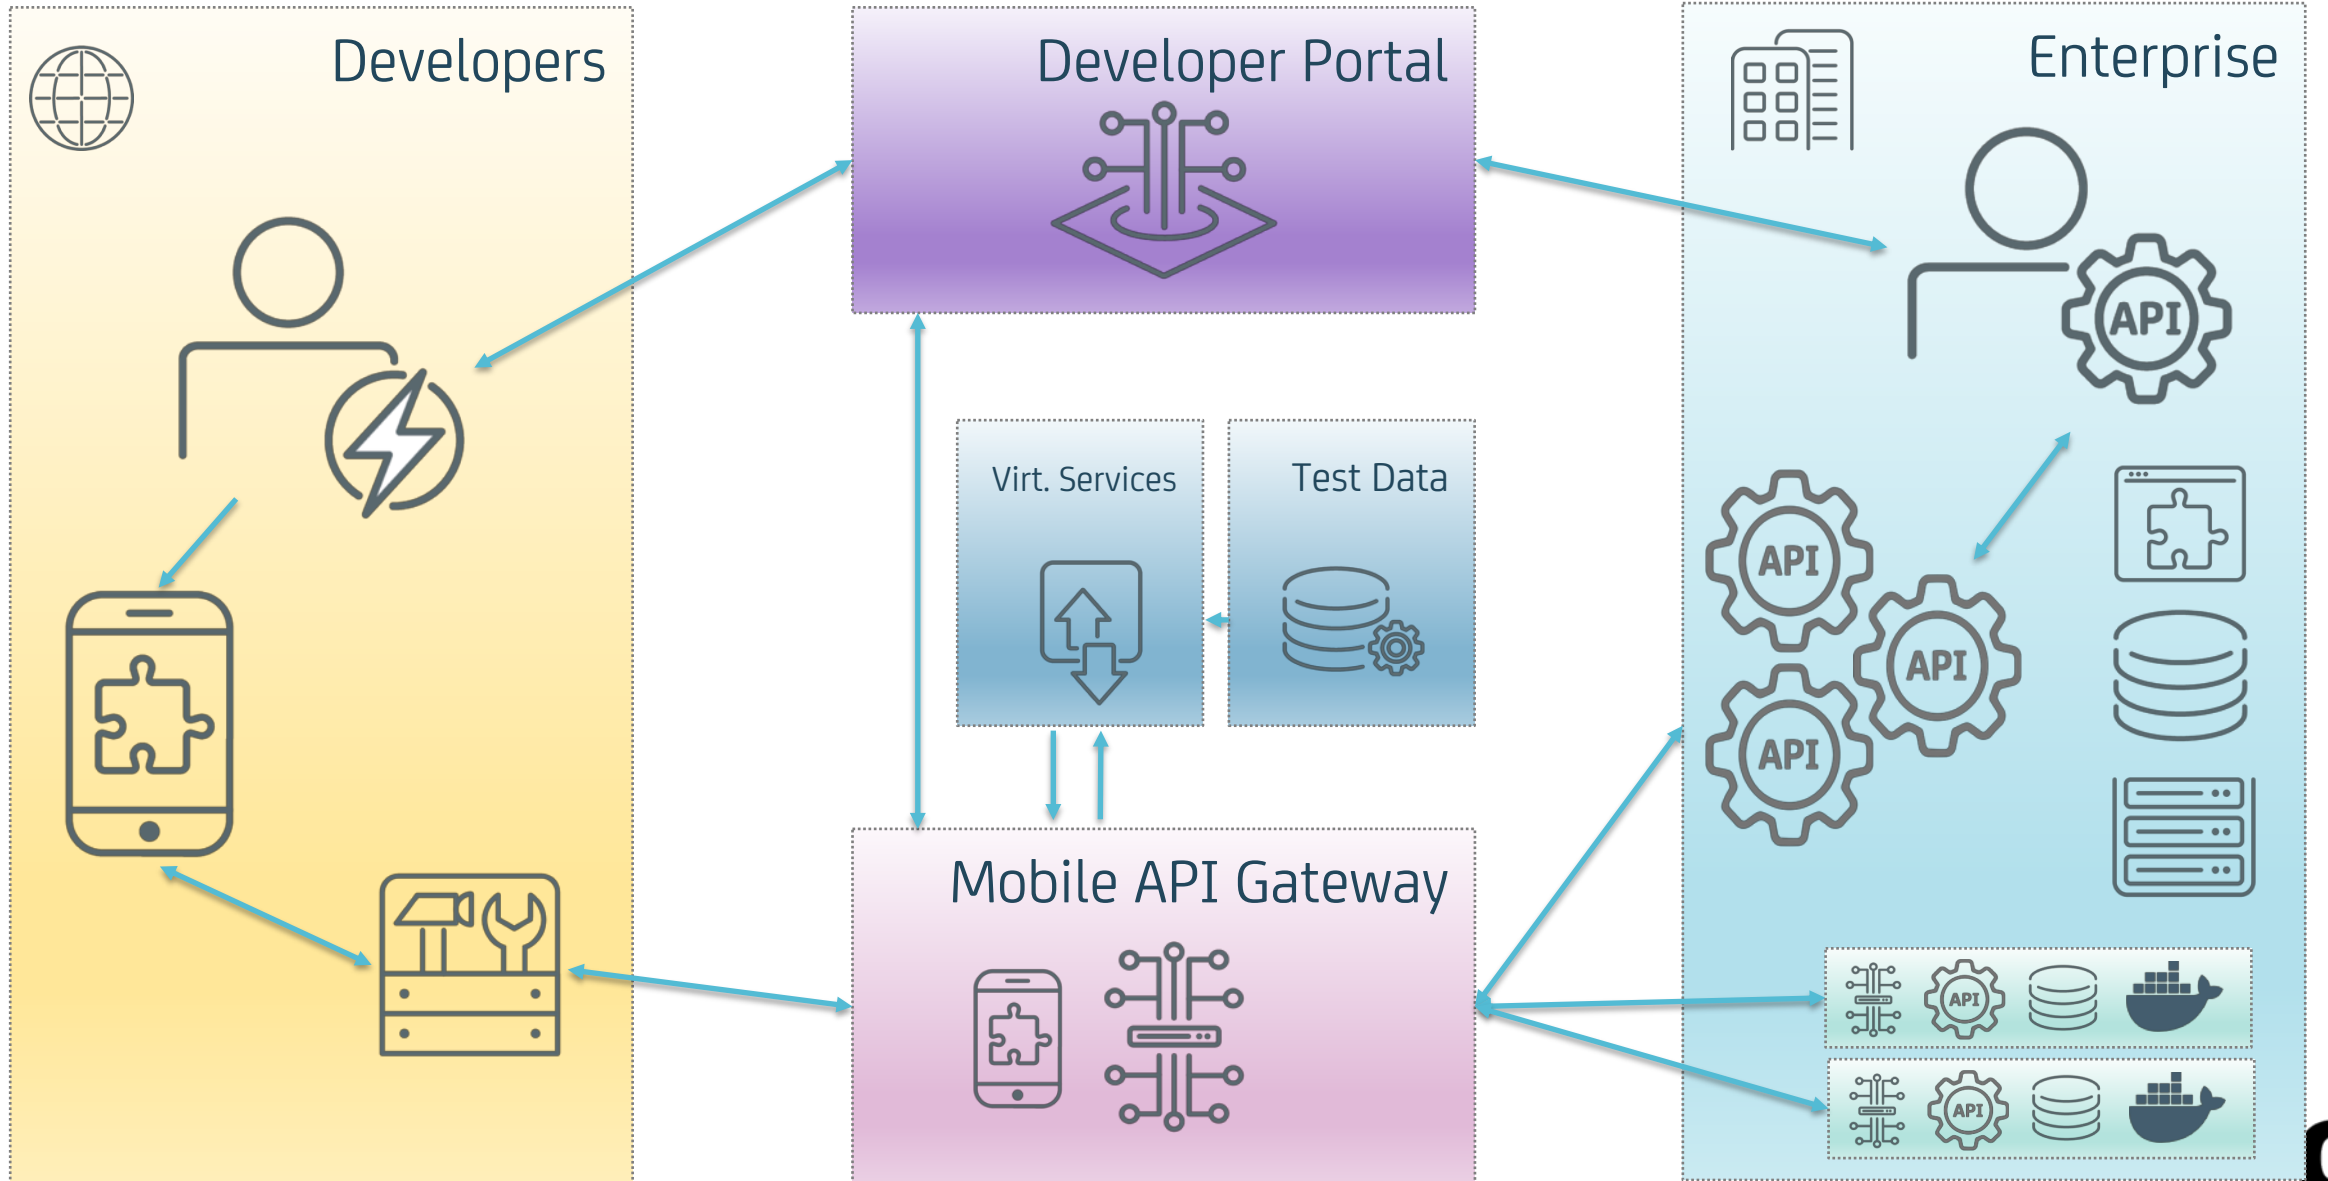 Developers
Developer Portal
Enterprise
API
Virt. Services
Test Data
API
API
API
Mobile API Gateway
API
API